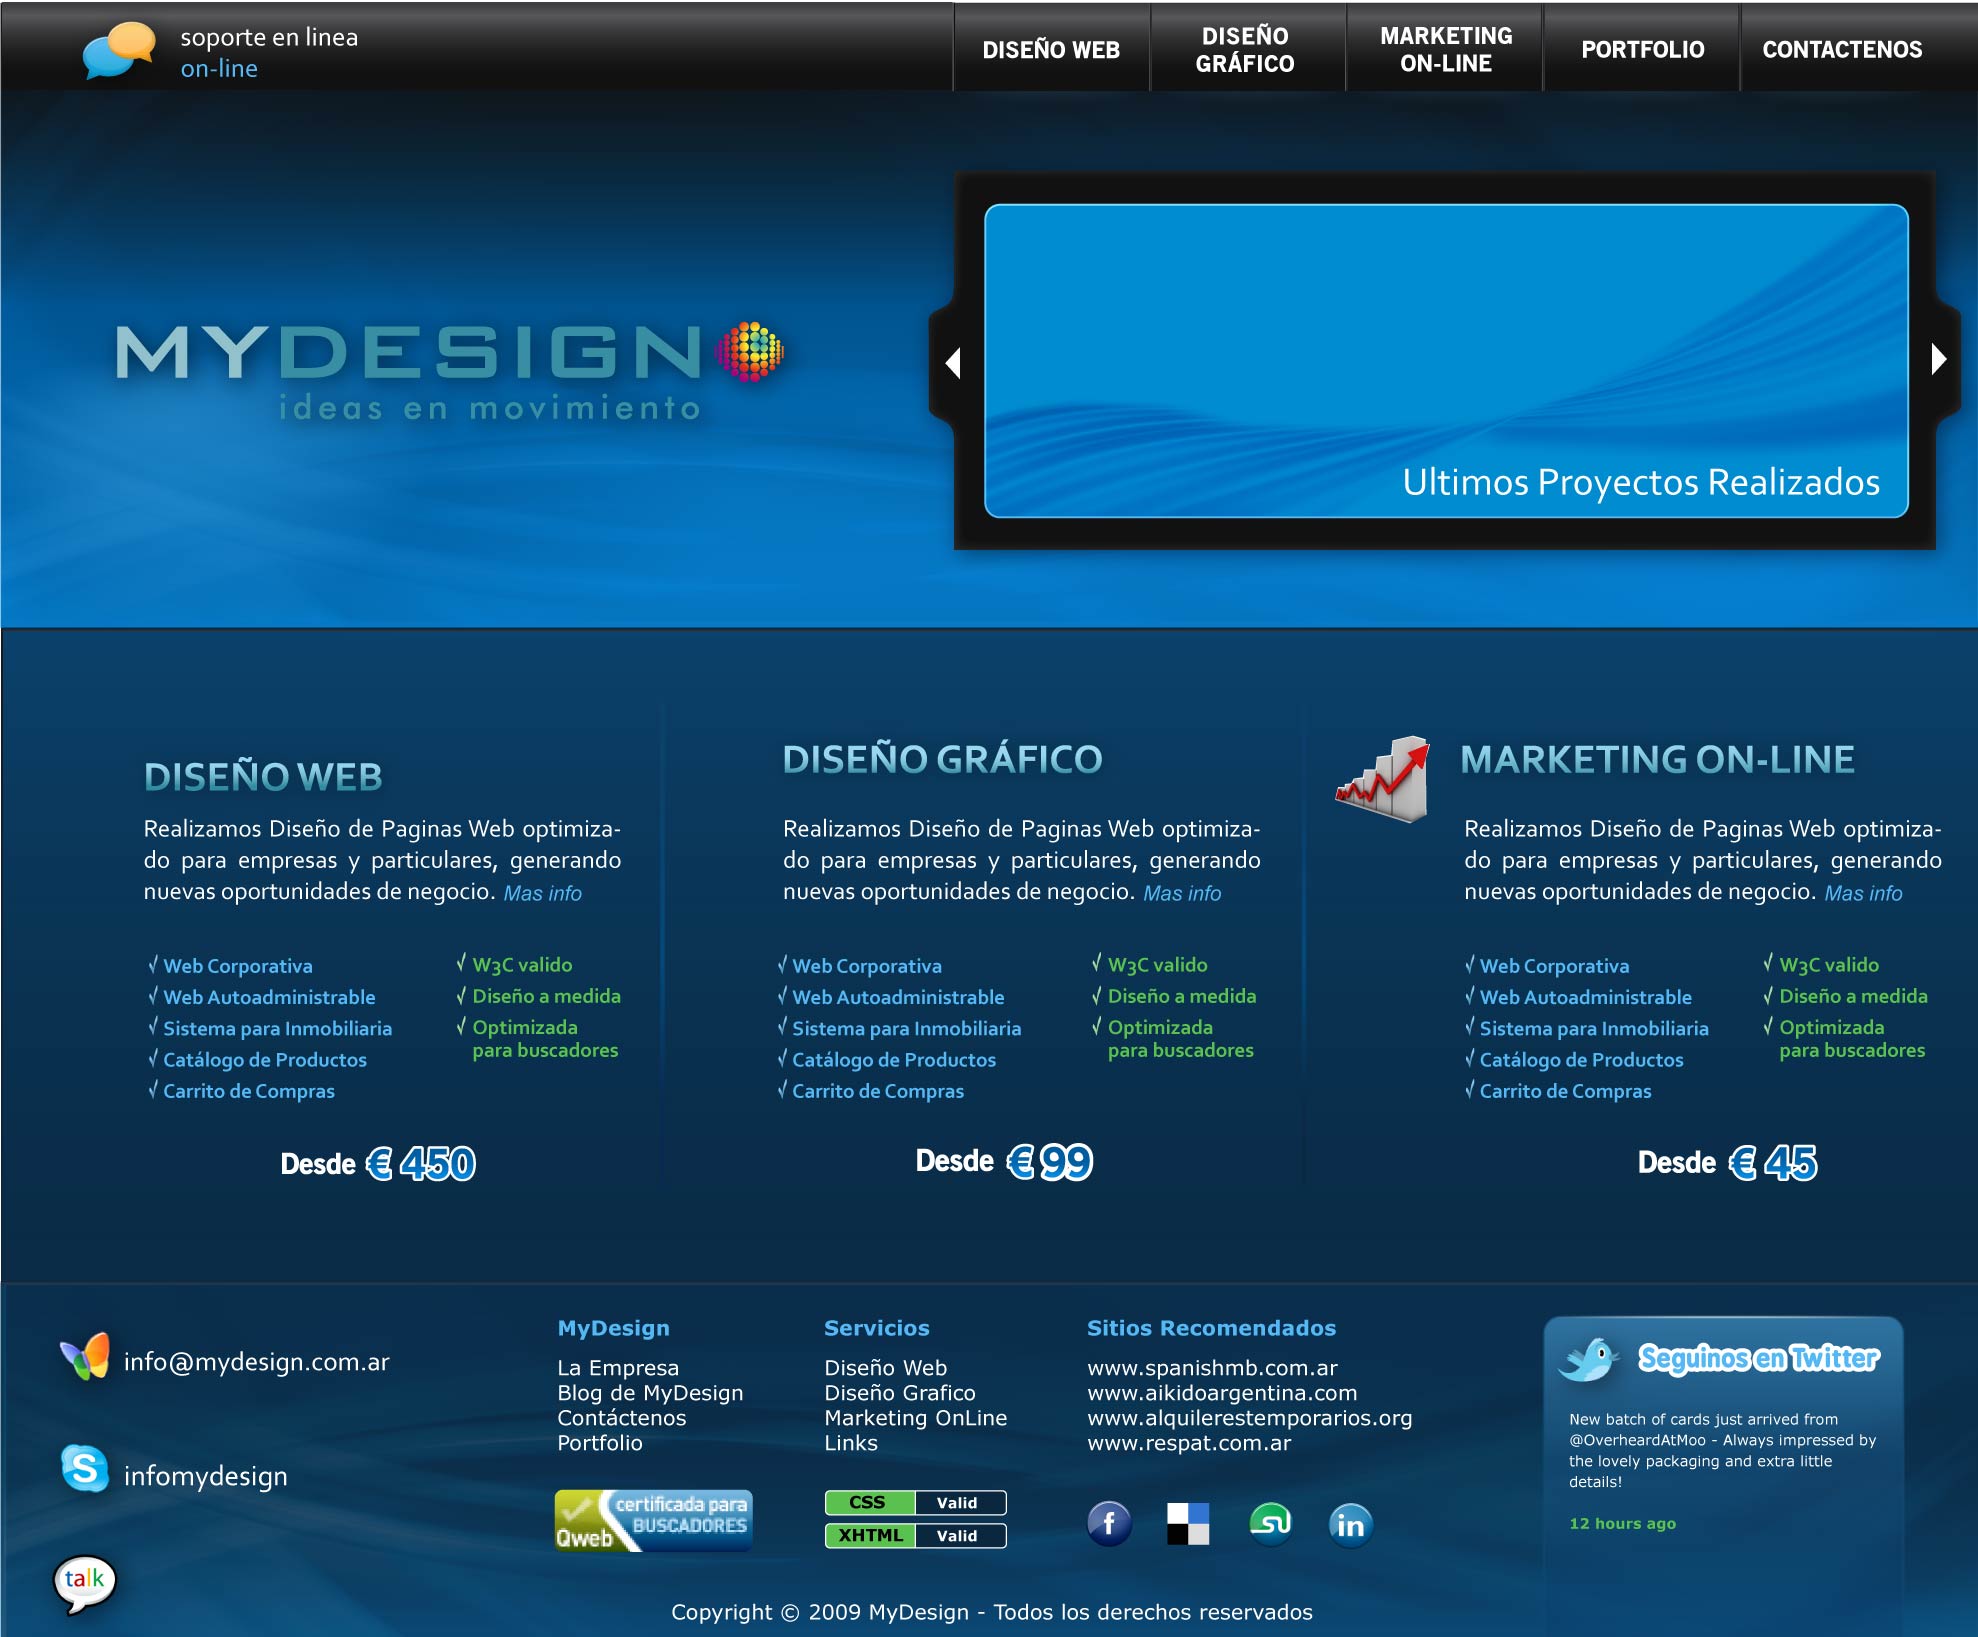 soporte en linea
on-line
DISEÑO WEB
DISEÑO
GRÁFICO
MARKETING
ON-LINE
PORTFOLIO
CONTACTENOS
MYDESIGN
ideas en movimiento
Ultimos Proyectos Realizados
DISEÑO WEB
Realizamos Diseño de Paginas Web optimiza-
do para empresas y particulares, generando
nuevas oportunidades de negocio. Mas info
√ Web Corporativa
√ Web Autoadministrable
√ Sistema para Inmobiliaria
√ Catálogo de Productos
√ Carrito de Compras
√ W3C valido
√ Diseño a medida
√ Optimizada
para buscadores
Desde € 450
DISEÑO GRÁFICO
Realizamos Diseño de Paginas Web optimiza-
do para empresas y particulares, generando
nuevas oportunidades de negocio. Mas info
√ Web Corporativa
√ Web Autoadministrable
√ Sistema para Inmobiliaria
√ Catálogo de Productos
√ Carrito de Compras
√ W3C valido
√ Diseño a medida
√ Optimizada
para buscadores
Desde € 99
MARKETING ON-LINE
Realizamos Diseño de Paginas Web optimiza-
do para empresas y particulares, generando
nuevas oportunidades de negocio. Mas info
√ Web Corporativa
√ Web Autoadministrable
√ Sistema para Inmobiliaria
√ Catálogo de Productos
√ Carrito de Compras
√ W3C valido
√ Diseño a medida
√ Optimizada
para buscadores
Desde € 45
info@mydesign.com.ar
S infomydesign
talk
MyDesign
La Empresa
Blog de MyDesign
Contáctenos
Portfolio
Qweb
certificada para
BUSCADORES
Servicios
Diseño Web
Diseño Grafico
Marketing OnLine
Links
CSS Valid
XHTML Valid
Sitios Recomendados
www.spanishmb.com.ar
www.aikidoargentina.com
www.alquilerestemporarios.org
www.respat.com.ar
f
su
in
Seguinos en Twitter
New batch of cards just arrived from
@OverheardAtMoo - Always impressed by
the lovely packaging and extra little
details!
12 hours ago
Copyright © 2009 MyDesign - Todos los derechos reservados